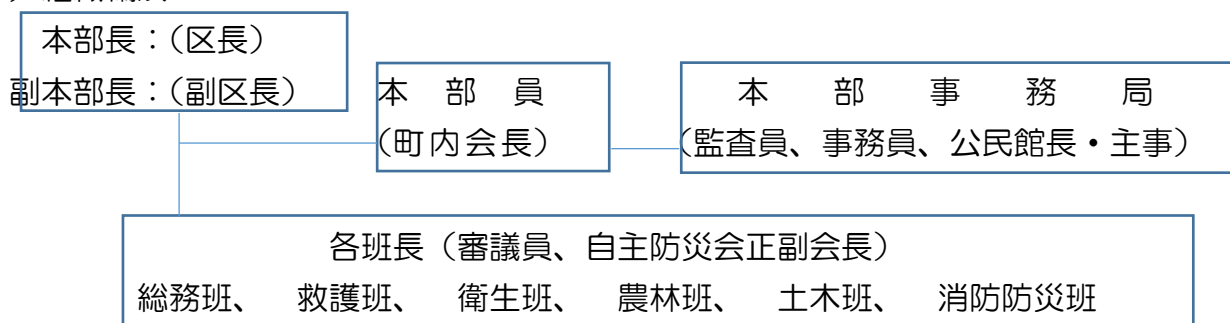 本部長：（区長）
副本部長：（副区長）
本部員
（町内会長）
本部事務局
（監査員、事務員、公民館長・主事）
各班長（審議員、自主防災会正副会長）
総務班、救護班、衛生班、農林班、土木班、消防防災班